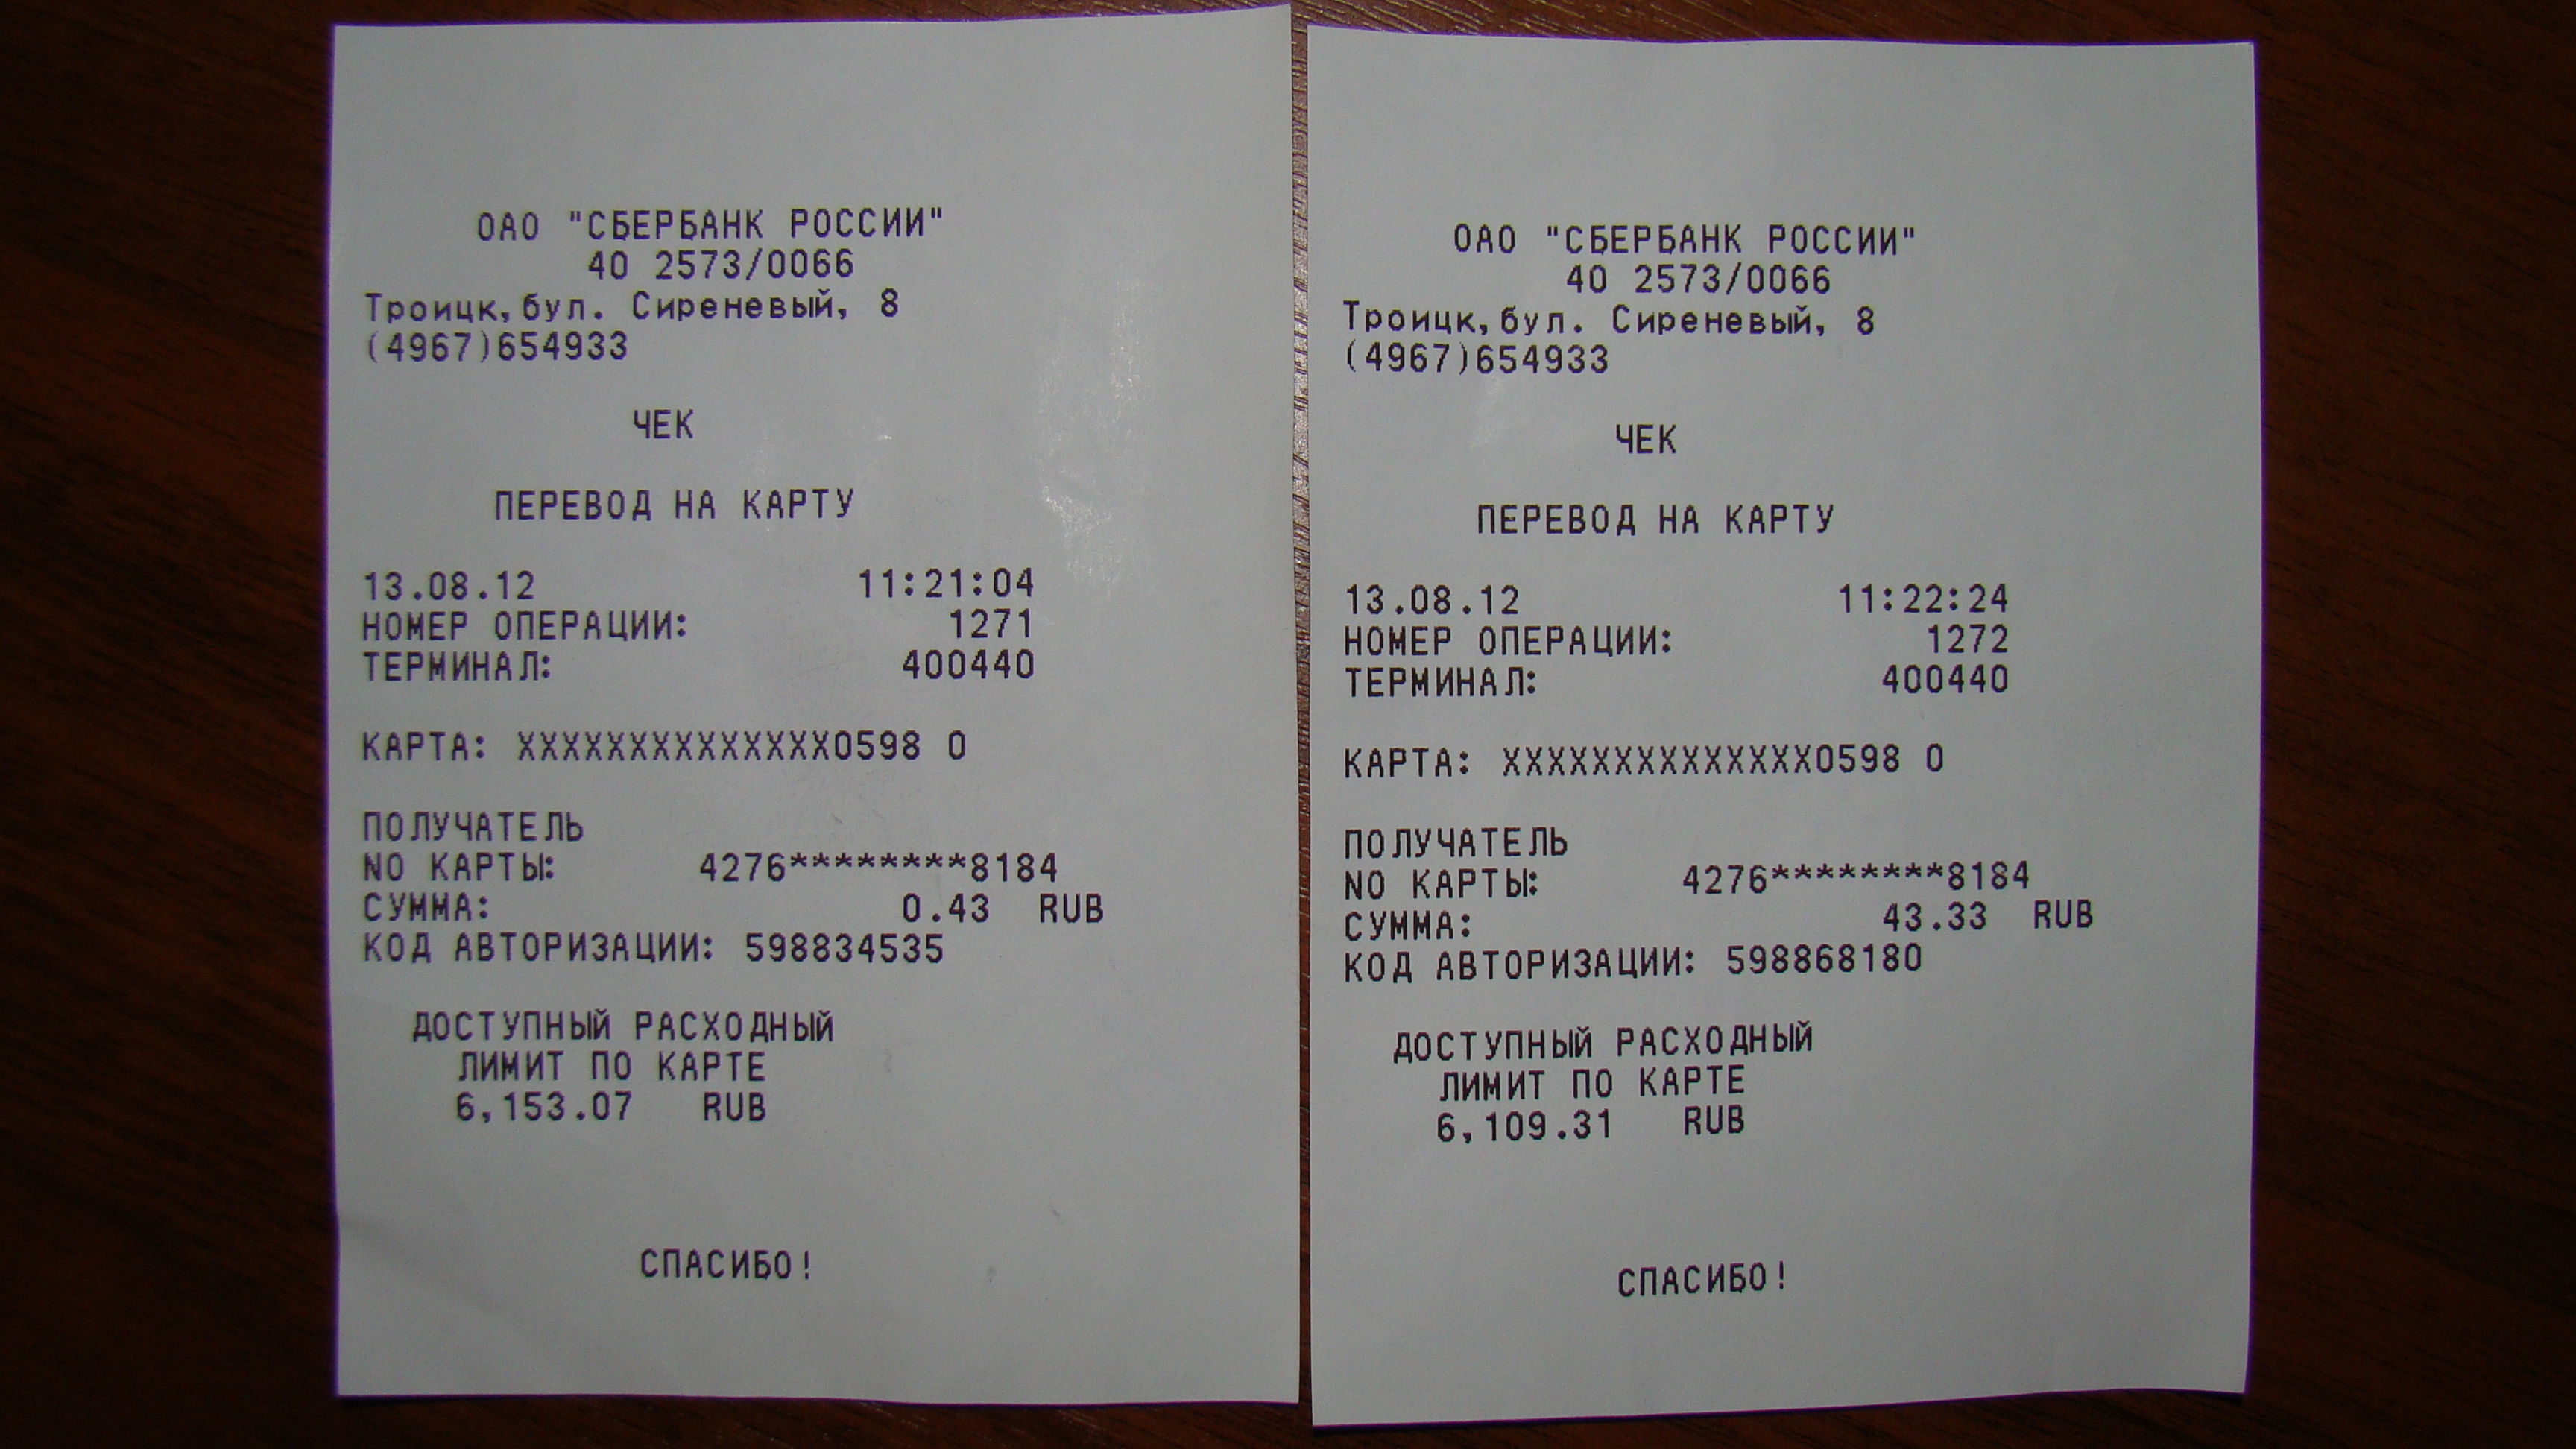 ОАО "СБЕРБАНК РОССИИ"
40 2573/0066
Троицк,бул. Сиреневый, 8
(4967)654933
ЧЕК
ПЕРЕВОД НА КАРТУ
13.08.12 11:21:04
НОМЕР ОПЕРАЦИИ: 1271
ТЕРМИНАЛ: 400440
КАРТА: XXXXXXXXXXXXXX0598 0
ПОЛУЧАТЕЛЬ
NO КАРТЫ: 4276********8184
СУММА: 0.43 RUB
КОД АВТОРИЗАЦИИ: 598834535
ДОСТУПНЫЙ РАСХОДНЫЙ
ЛИМИТ ПО КАРТЕ
6,153.07 RUB
СПАСИБО!
ОАО "СБЕРБАНК РОССИИ"
40 2573/0066
Троицк,бул. Сиреневый, 8
(4967)654933
ЧЕК
ПЕРЕВОД НА КАРТУ
13.08.12 11:22:24
НОМЕР ОПЕРАЦИИ: 1272
ТЕРМИНАЛ: 400440
КАРТА: XXXXXXXXXXXXXX0598 0
ПОЛУЧАТЕЛЬ
NO КАРТЫ: 4276********8184
СУММА: 43.33 RUB
КОД АВТОРИЗАЦИИ: 598868180
ДОСТУПНЫЙ РАСХОДНЫЙ
ЛИМИТ ПО КАРТЕ
6,109.31 RUB
СПАСИБО!